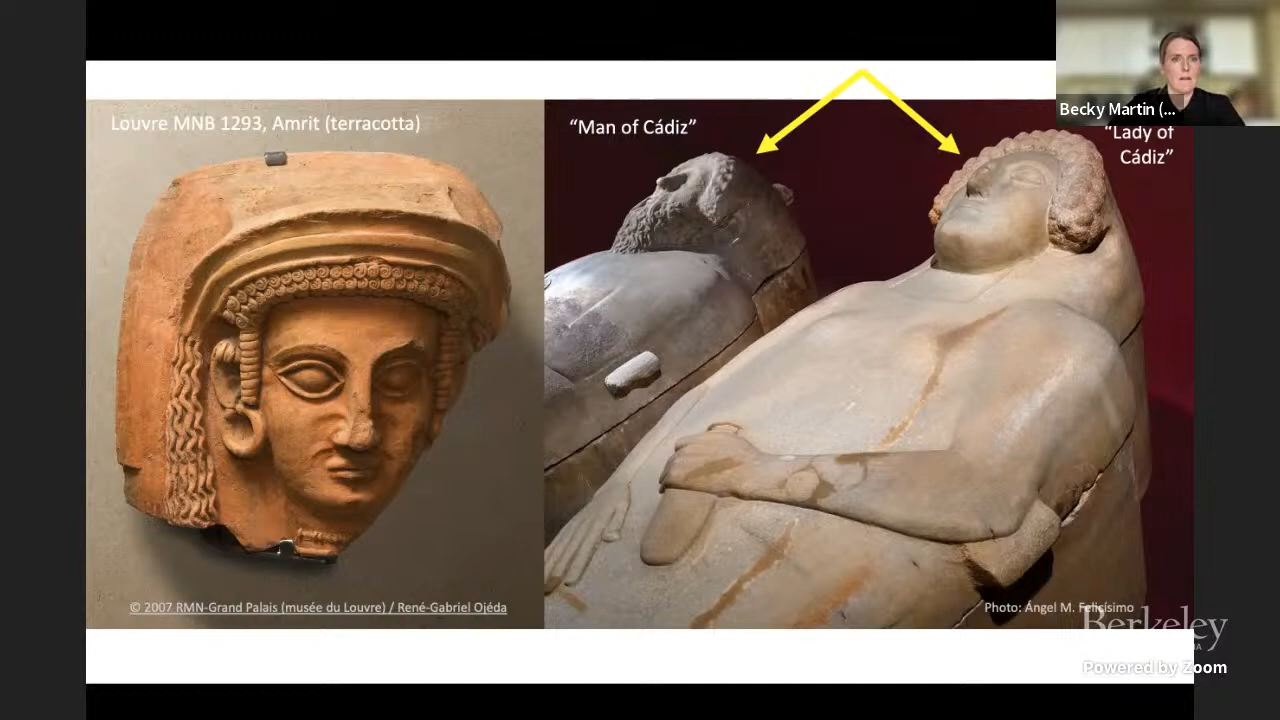 Louvre MNB 1293, Amrit (terracotta)
“Man of Cádiz”
Becky Martin (...
“Lady of
Cádiz”
© 2007 RMN-Grand Palais (musée du Louvre) / René-Gabriel Ojéda
Photo: Ángel M. Felicísimo
Berkeley
Powered by Zoom